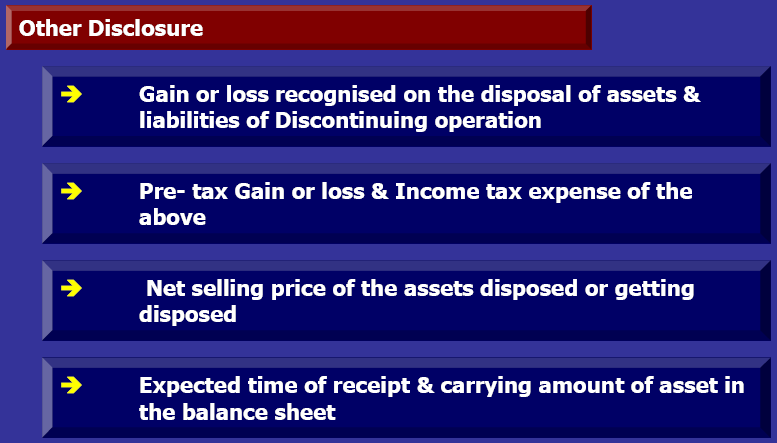 Other Disclosure
Gain or loss recognised on the disposal of assets &
liabilities of Discontinuing operation
Pre- tax Gain or loss & Income tax expense of the
above
Net selling price of the assets disposed or getting
disposed
Expected time of receipt & carrying amount of asset in
the balance sheet